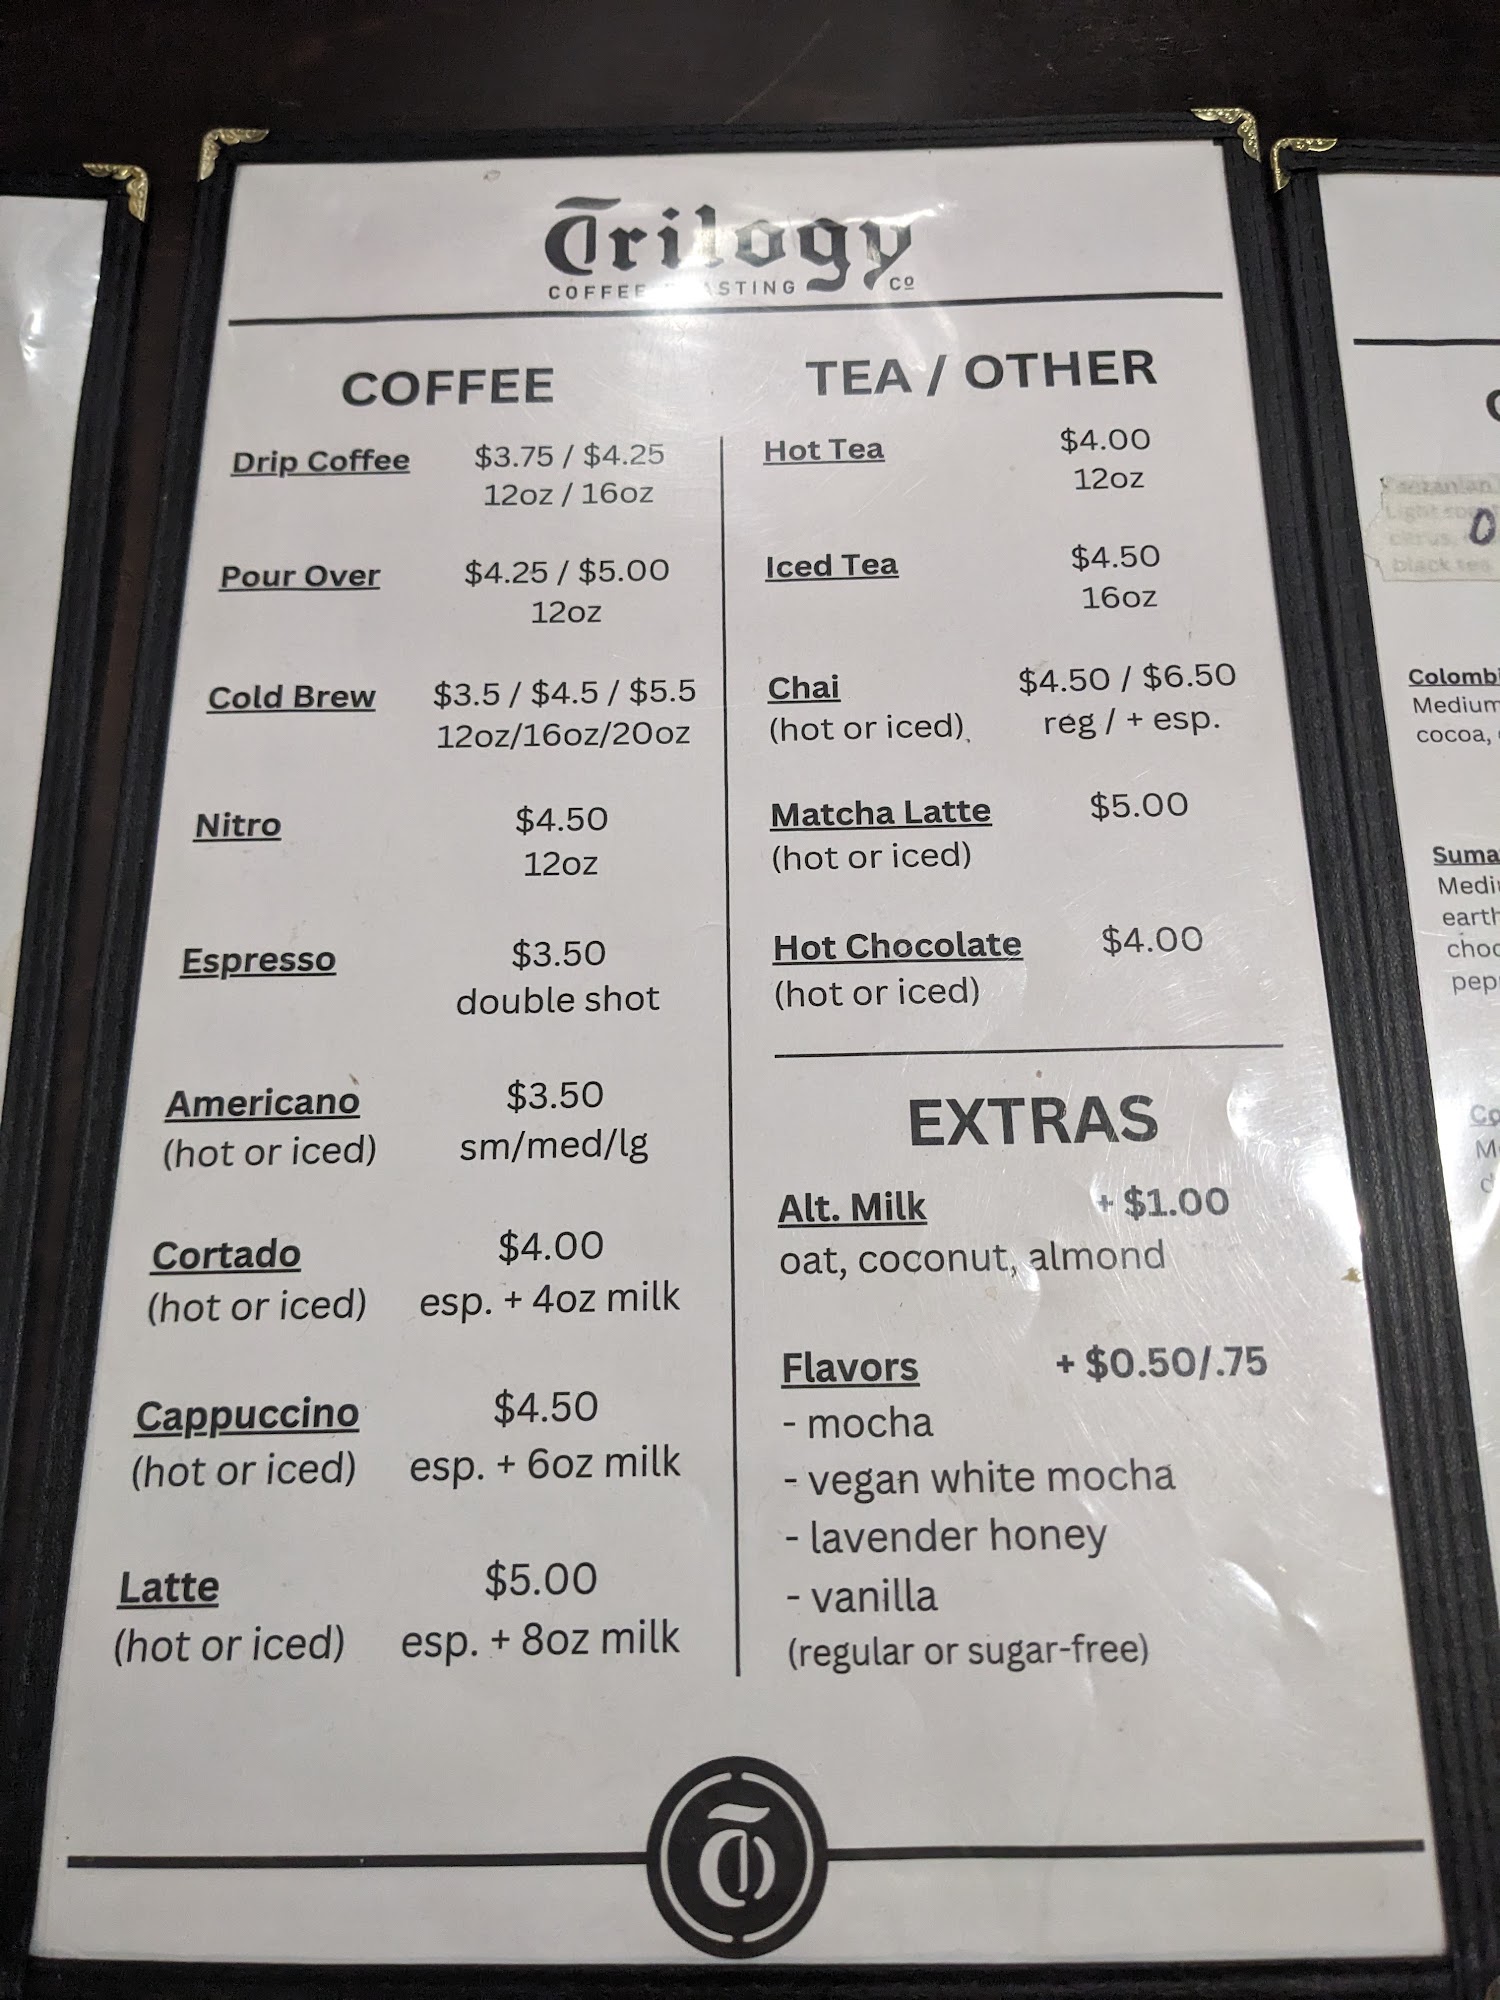 Trilogy
COFFEE ROASTING Cº
COFFEE
Drip Coffee $3.75 / $4.25
12oz / 16oz
Pour Over $4.25 / $5.00
12oz
Cold Brew $3.5 / $4.5 / $5.5
12oz/16oz/20oz
Nitro $4.50
12oz
Espresso $3.50
double shot
Americano $3.50
(hot or iced) sm/med/lg
Cortado $4.00
(hot or iced) esp. + 4oz milk
Cappuccino $4.50
(hot or iced) esp. + 6oz milk
Latte $5.00
(hot or iced) esp. + 8oz milk
TEA / OTHER
Hot Tea $4.00
12oz
Iced Tea $4.50
16oz
Chai $4.50 / $6.50
(hot or iced) reg / + esp.
Matcha Latte $5.00
(hot or iced)
Hot Chocolate $4.00
(hot or iced)
EXTRAS
Alt. Milk + $1.00
oat, coconut, almond
Flavors + $0.50/.75
- mocha
- vegan white mocha
- lavender honey
- vanilla
(regular or sugar-free)
black tea
Colombi
Medium
cocoa,
Suma
Medi
earth
choc
pep